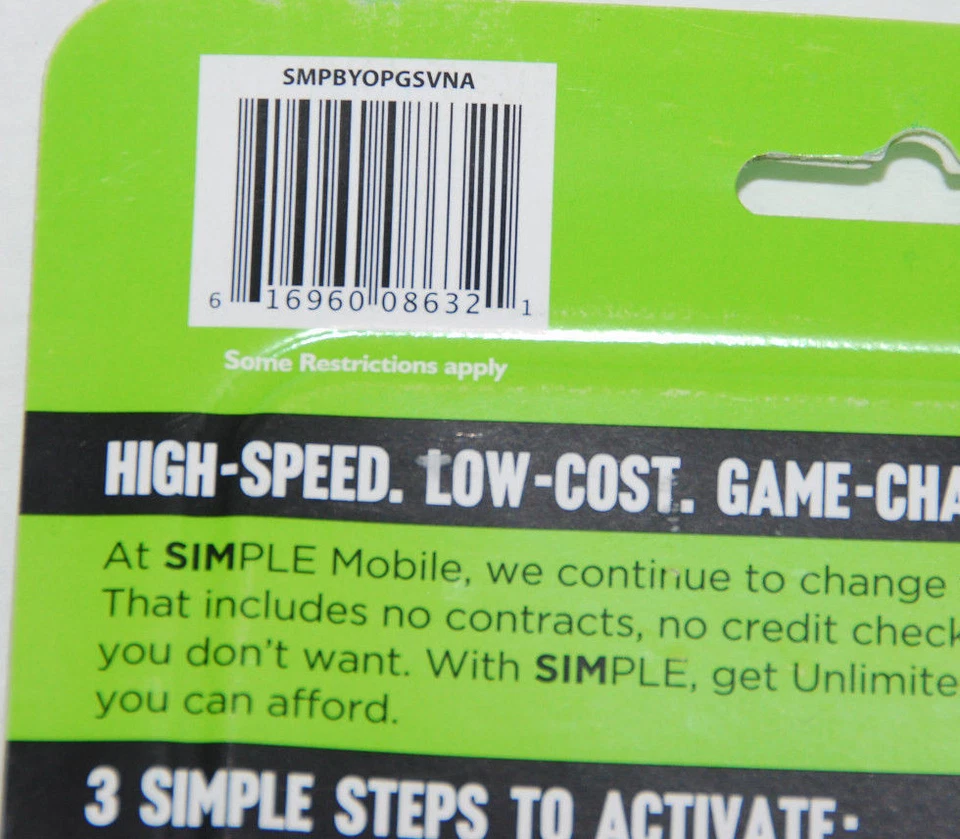 SMPBYOPGSVNA
6 16960 08632 1
Some Restrictions apply
HIGH-SPEED. LOW-COST. GAME-CHA
At SIMPLE Mobile, we continue to change
That includes no contracts, no credit check
you don't want. With SIMPLE, get Unlimite
you can afford.
3 SIMPLE STEPS TO ACTIVATE: